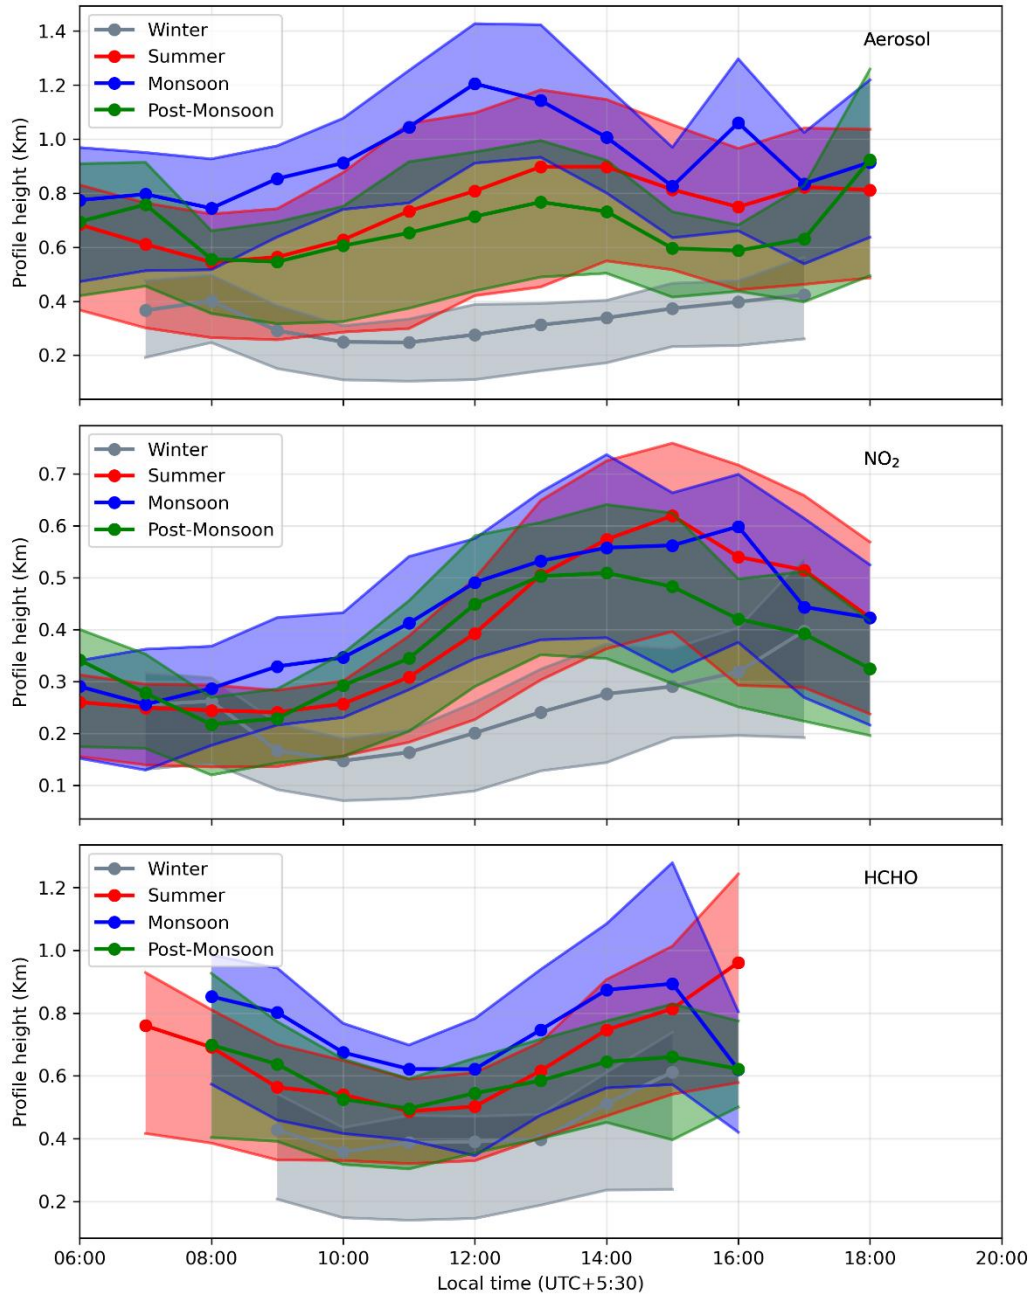 Aerosol
Winter
Summer
Monsoon
Post-Monsoon
Profile height (Km)
1.4
1.2
1.0
0.8
0.6
0.4
0.2
NO₂
Winter
Summer
Monsoon
Post-Monsoon
Profile height (Km)
0.7
0.6
0.5
0.4
0.3
0.2
0.1
HCHO
Winter
Summer
Monsoon
Post-Monsoon
Profile height (Km)
1.2
1.0
0.8
0.6
0.4
0.2
06:00 08:00 10:00 12:00 14:00 16:00 18:00 20:00
Local time (UTC+5:30)